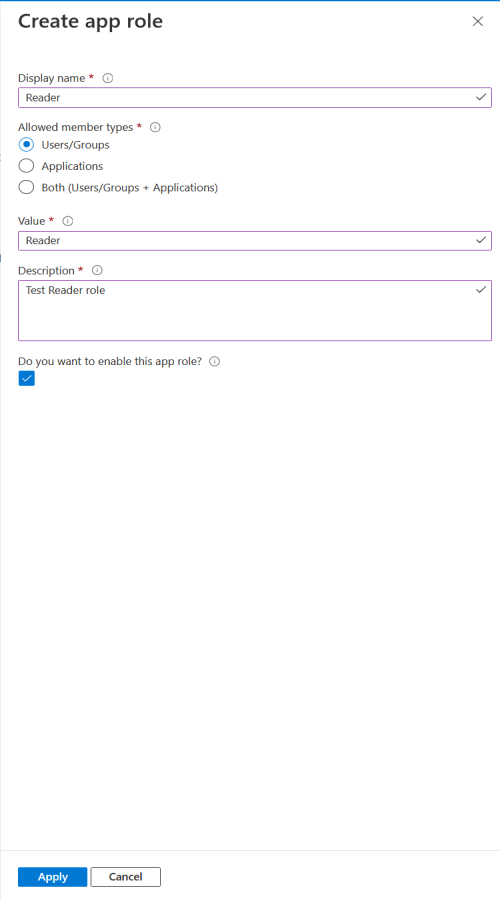 Create app role
Display name *
Reader
Allowed member types *
Users/Groups
Applications
Both (Users/Groups + Applications)
Value *
Reader
Description *
Test Reader role
Do you want to enable this app role?
Apply
Cancel